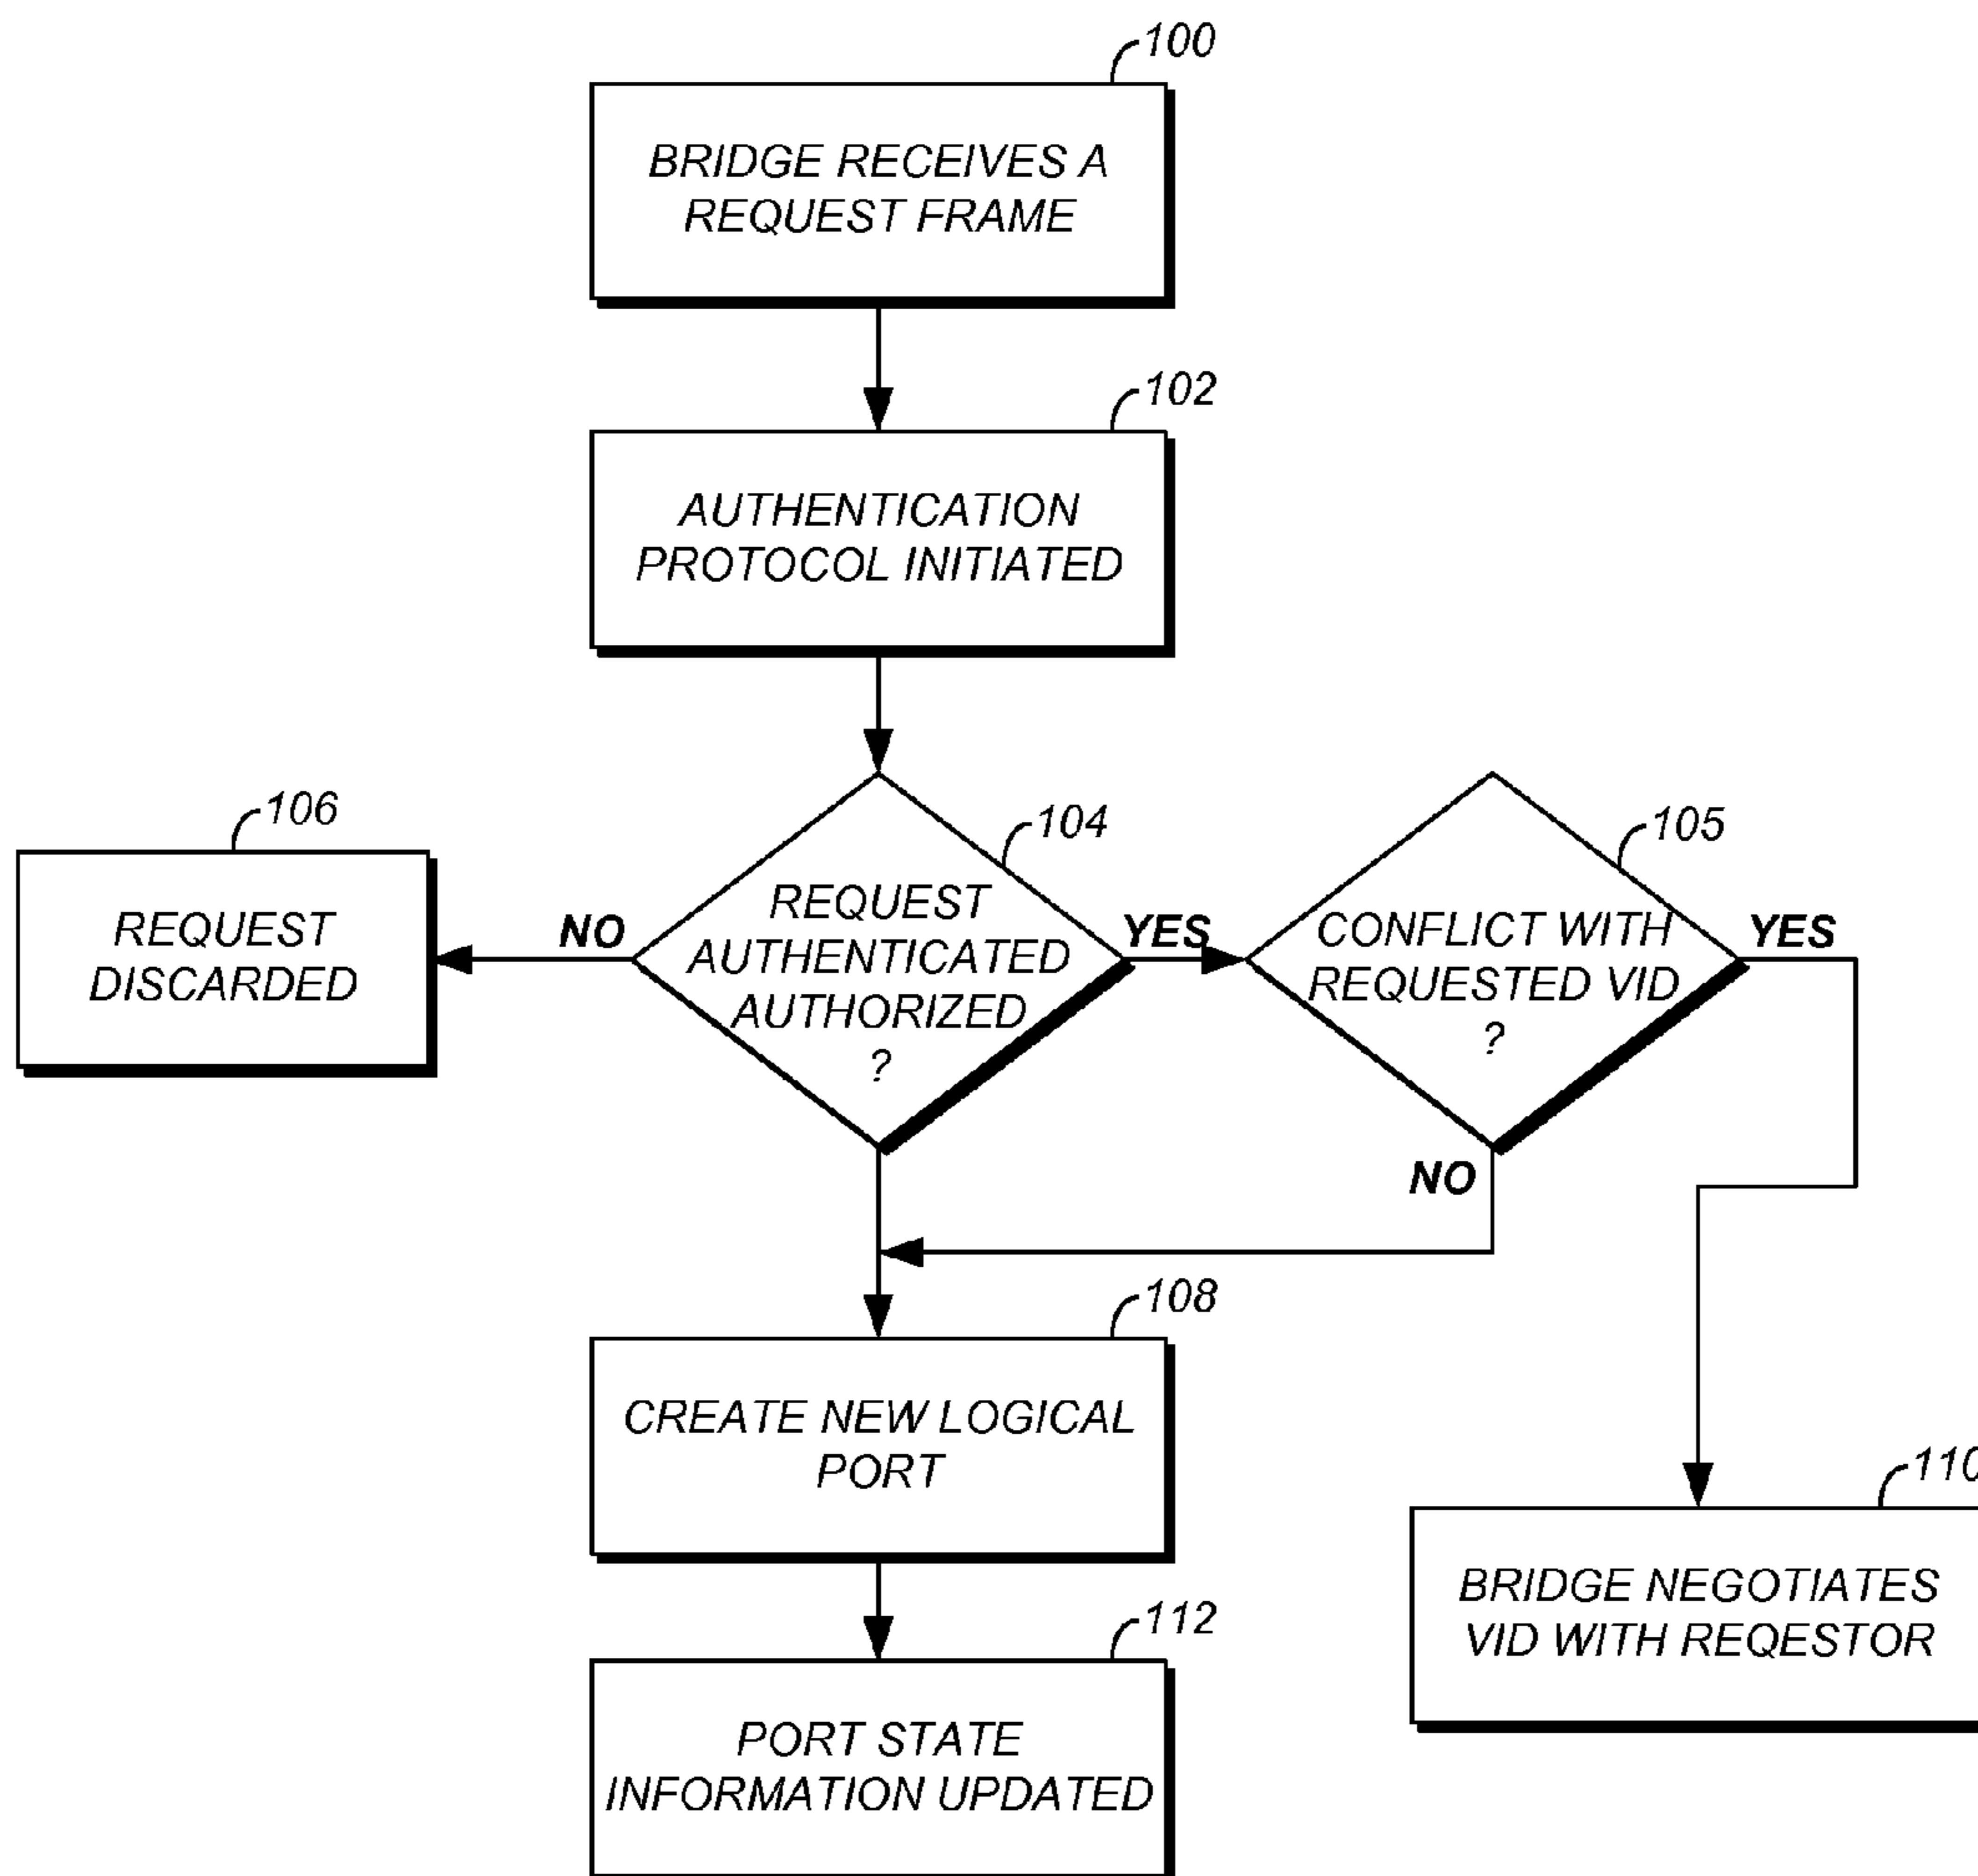 100
BRIDGE RECEIVES A
REQUEST FRAME
102
AUTHENTICATION
PROTOCOL INITIATED
106
REQUEST
DISCARDED
NO
104
REQUEST
AUTHENTICATED
AUTHORIZED
?
YES
105
CONFLICT WITH
REQUESTED VID
?
YES
NO
108
CREATE NEW LOGICAL
PORT
110
BRIDGE NEGOTIATES
VID WITH REQESTOR
112
PORT STATE
INFORMATION UPDATED